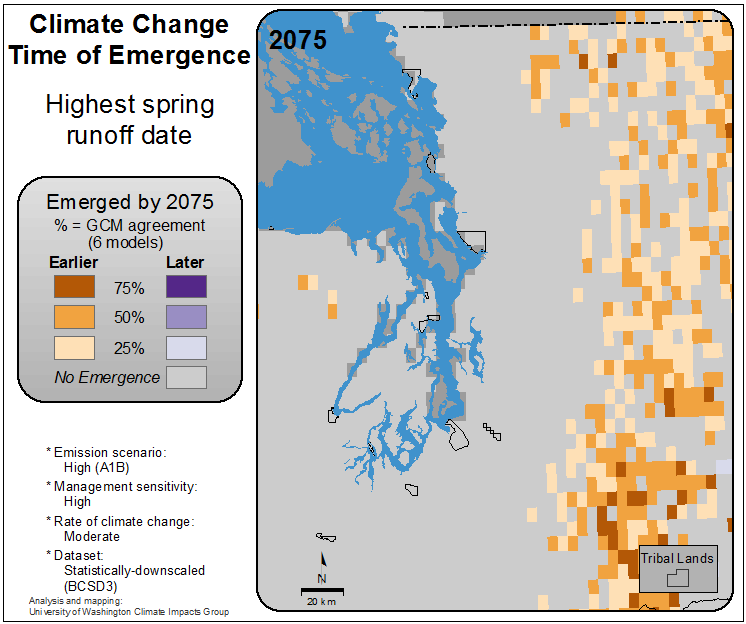 Climate Change
Time of Emergence
Highest spring
runoff date
Emerged by 2075
% = GCM agreement
(6 models)
Earlier Later
75%
50%
25%
No Emergence
* Emission scenario:
High (A1B)
* Management sensitivity:
High
* Rate of climate change:
Moderate
* Dataset:
Statistically-downscaled
(BCSD3)
Analysis and mapping:
University of Washington Climate Impacts Group
2075
N
20 km
Tribal Lands